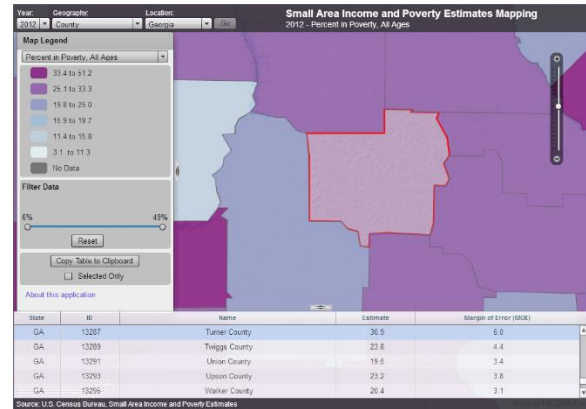 Year: Geography: Location: Small Area Income and Poverty Estimates Mapping
2012 County Georgia Go 2012 - Percent in Poverty, All Ages
Map Legend
Percent in Poverty, All Ages
33.4 to 51.2
25.1 to 33.3
19.8 to 25.0
15.9 to 19.7
11.4 to 15.8
3.1 to 11.3
No Data
Filter Data
6% 49%
Reset
Copy Table to Clipboard
Selected Only
About this application
State ID Name Estimate Margin of Error (MOE)
GA 13287 Turner County 30.9 6.0
GA 13289 Twiggs County 23.8 4.4
GA 13291 Union County 19.5 3.4
GA 13293 Upson County 23.2 3.8
GA 13295 Walker County 20.4 3.1
Source: U.S. Census Bureau, Small Area Income and Poverty Estimates